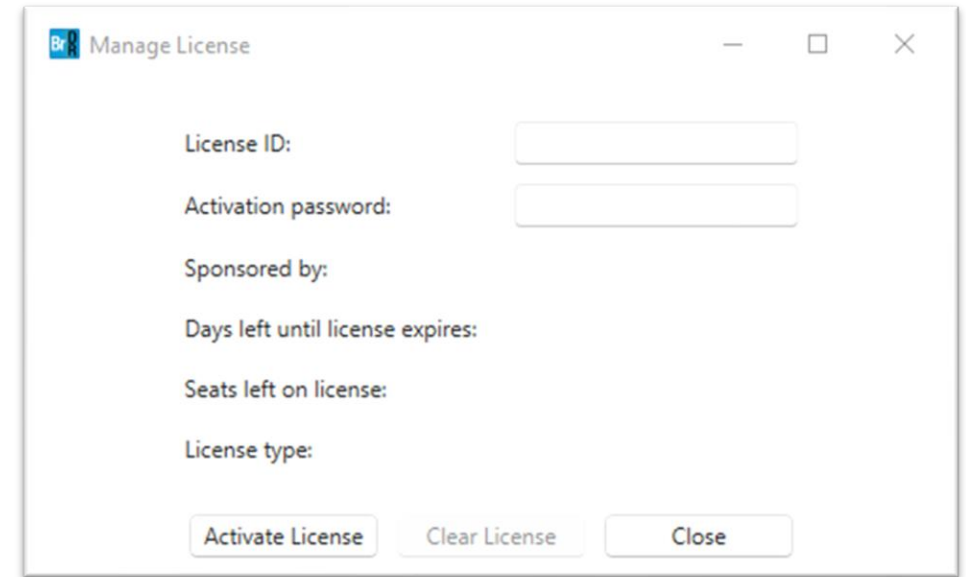 BrDR Manage License
License ID:
Activation password:
Sponsored by:
Days left until license expires:
Seats left on license:
License type:
Activate License Clear License Close